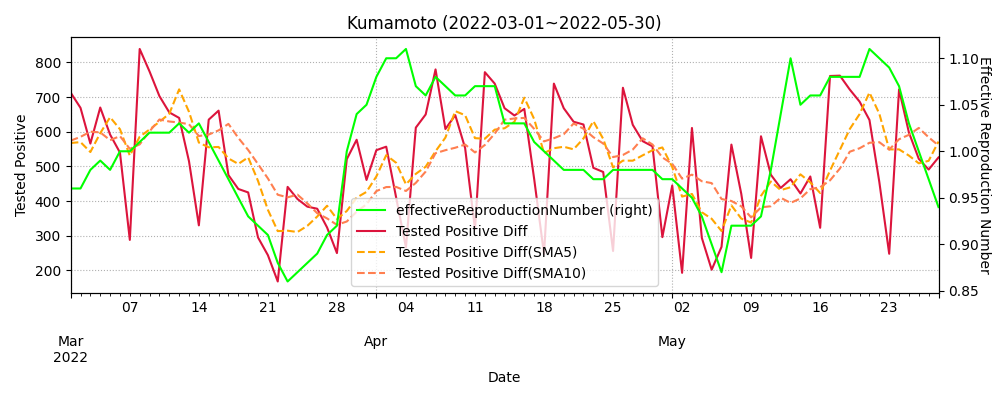 Kumamoto (2022-03-01~2022-05-30)
800
700
600
500
400
300
200
Tested Positive
1.10
1.05
1.00
0.95
0.90
0.85
Effective Reproduction Number
effectiveReproductionNumber (right)
Tested Positive Diff
Tested Positive Diff(SMA5)
Tested Positive Diff(SMA10)
07 14 21 28 04 11 18 25 02 09 16 23
Mar Apr May
2022
Date